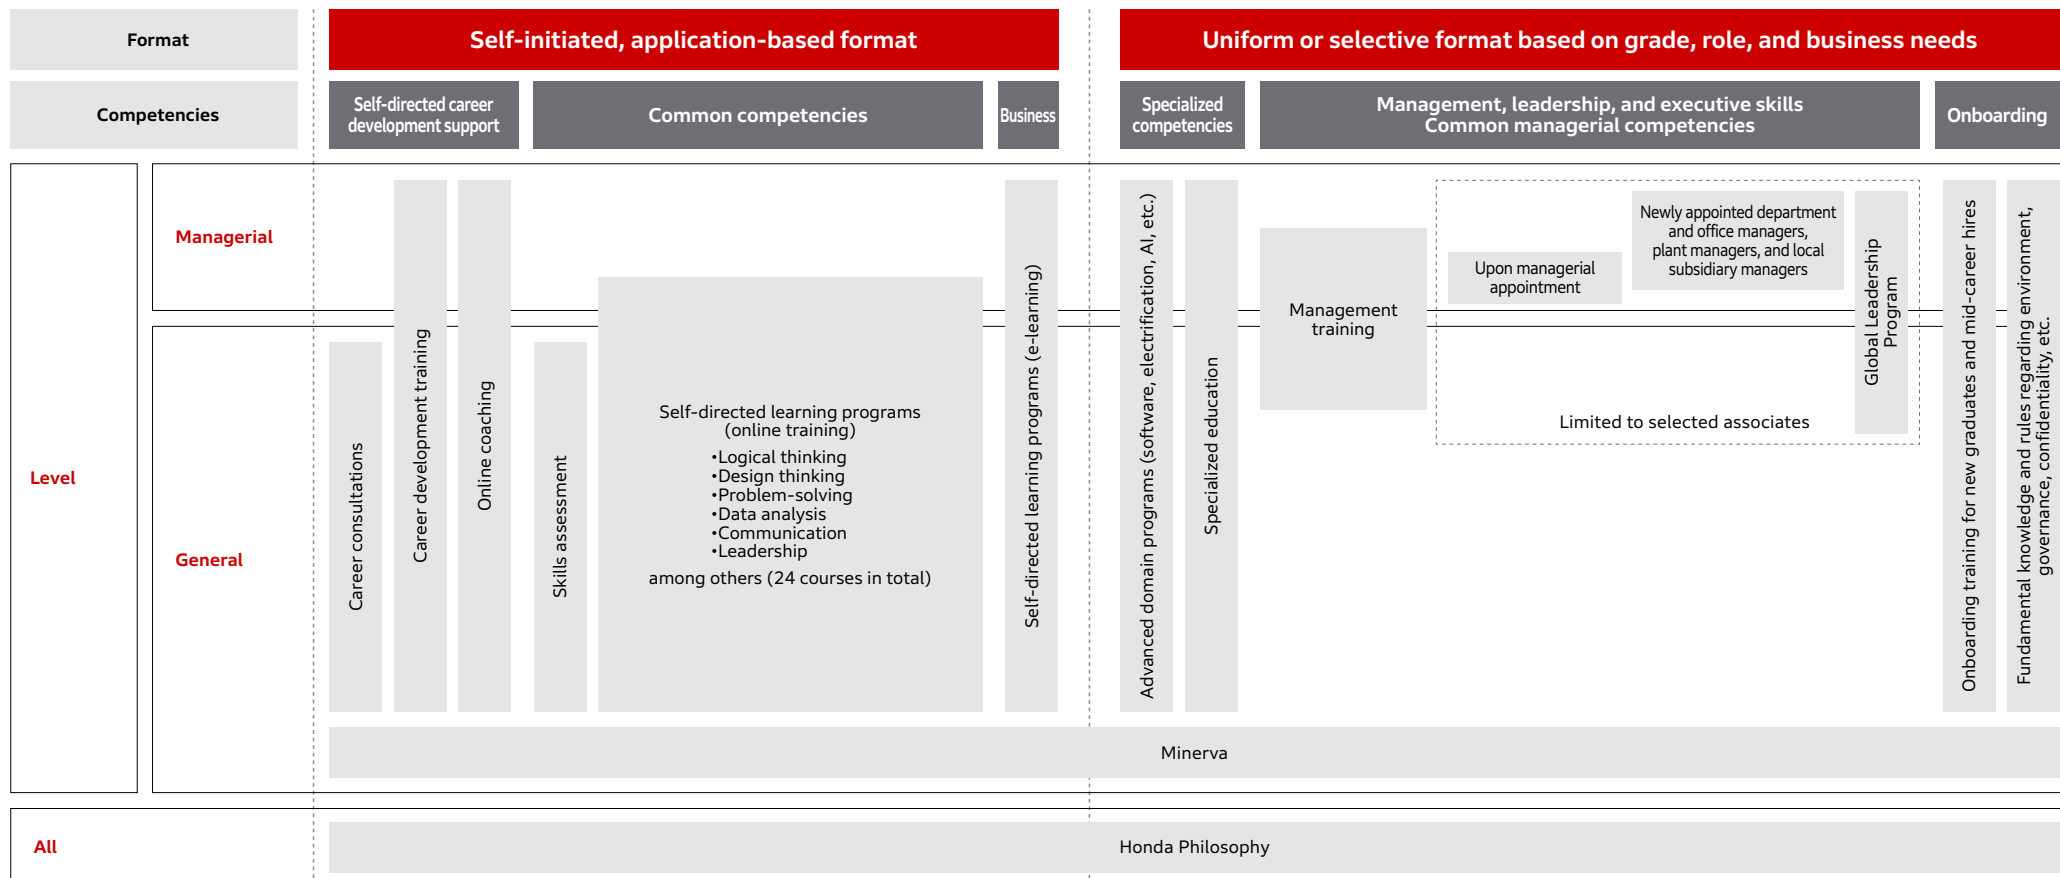 Format
Self-initiated, application-based format
Uniform or selective format based on grade, role, and business needs
Competencies
Self-directed career
development support
Common competencies
Business
Specialized
competencies
Management, leadership, and executive skills
Common managerial competencies
Onboarding
Level
Managerial
General
Career consultations
Career development training
Online coaching
Skills assessment
Self-directed learning programs
(online training)
•Logical thinking
•Design thinking
•Problem-solving
•Data analysis
•Communication
•Leadership
among others (24 courses in total)
Self-directed learning programs (e-learning)
Advanced domain programs (software, electrification, AI, etc.)
Specialized education
Management
training
Upon managerial
appointment
Newly appointed department
and office managers,
plant managers, and local
subsidiary managers
Global Leadership
Program
Limited to selected associates
Onboarding training for new graduates and mid-career hires
Fundamental knowledge and rules regarding environment,
governance, confidentiality, etc.
Minerva
All
Honda Philosophy